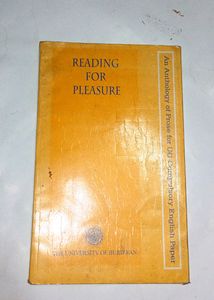 READING
FOR
PLEASURE
An Anthology of Prose for UG Compulsory English Paper
THE UNIVERSITY OF BURDWAN